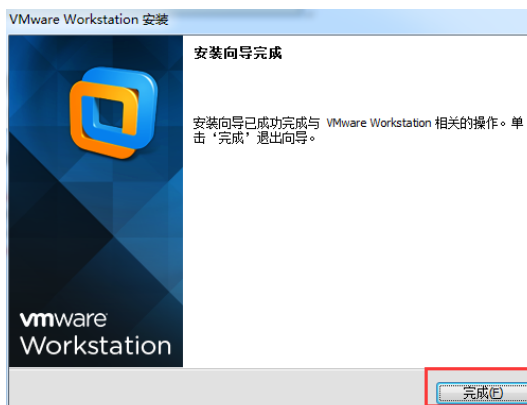 VMware Workstation 安装
安装向导完成
安装向导已成功完成与 VMware Workstation 相关的操作。单
击‘完成’退出向导。
vmware
Workstation
完成(F)